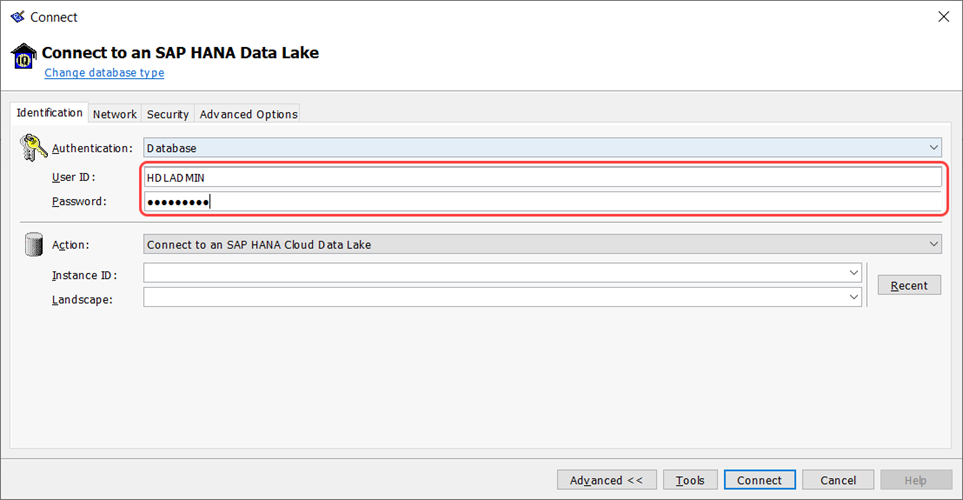 Connect
IQ
Connect to an SAP HANA Data Lake
Change database type
Identification Network Security Advanced Options
Authentication: Database
User ID: HDLADMIN
Password: ●●●●●●●●●
Action: Connect to an SAP HANA Cloud Data Lake
Instance ID:
Recent
Landscape:
Advanced << Tools Connect Cancel Help